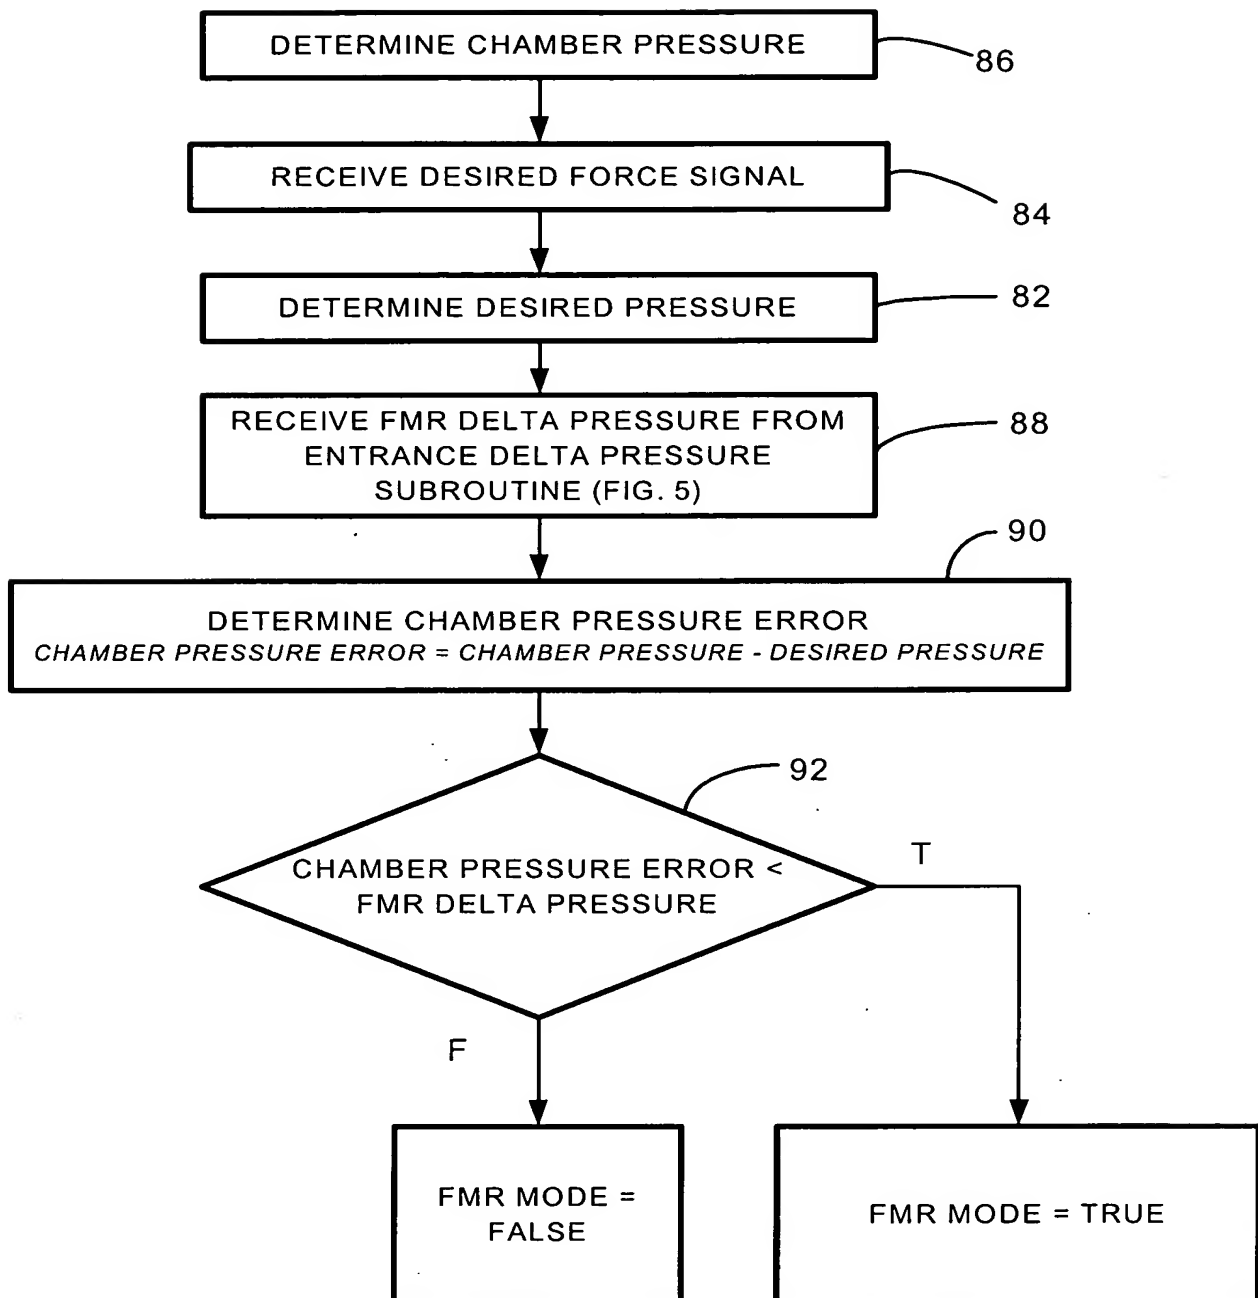 DETERMINE CHAMBER PRESSURE
86
RECEIVE DESIRED FORCE SIGNAL
84
DETERMINE DESIRED PRESSURE
82
RECEIVE FMR DELTA PRESSURE FROM
ENTRANCE DELTA PRESSURE
SUBROUTINE (FIG. 5)
88
90
DETERMINE CHAMBER PRESSURE ERROR
CHAMBER PRESSURE ERROR = CHAMBER PRESSURE - DESIRED PRESSURE
92
CHAMBER PRESSURE ERROR <
FMR DELTA PRESSURE
T
F
FMR MODE =
FALSE
FMR MODE = TRUE